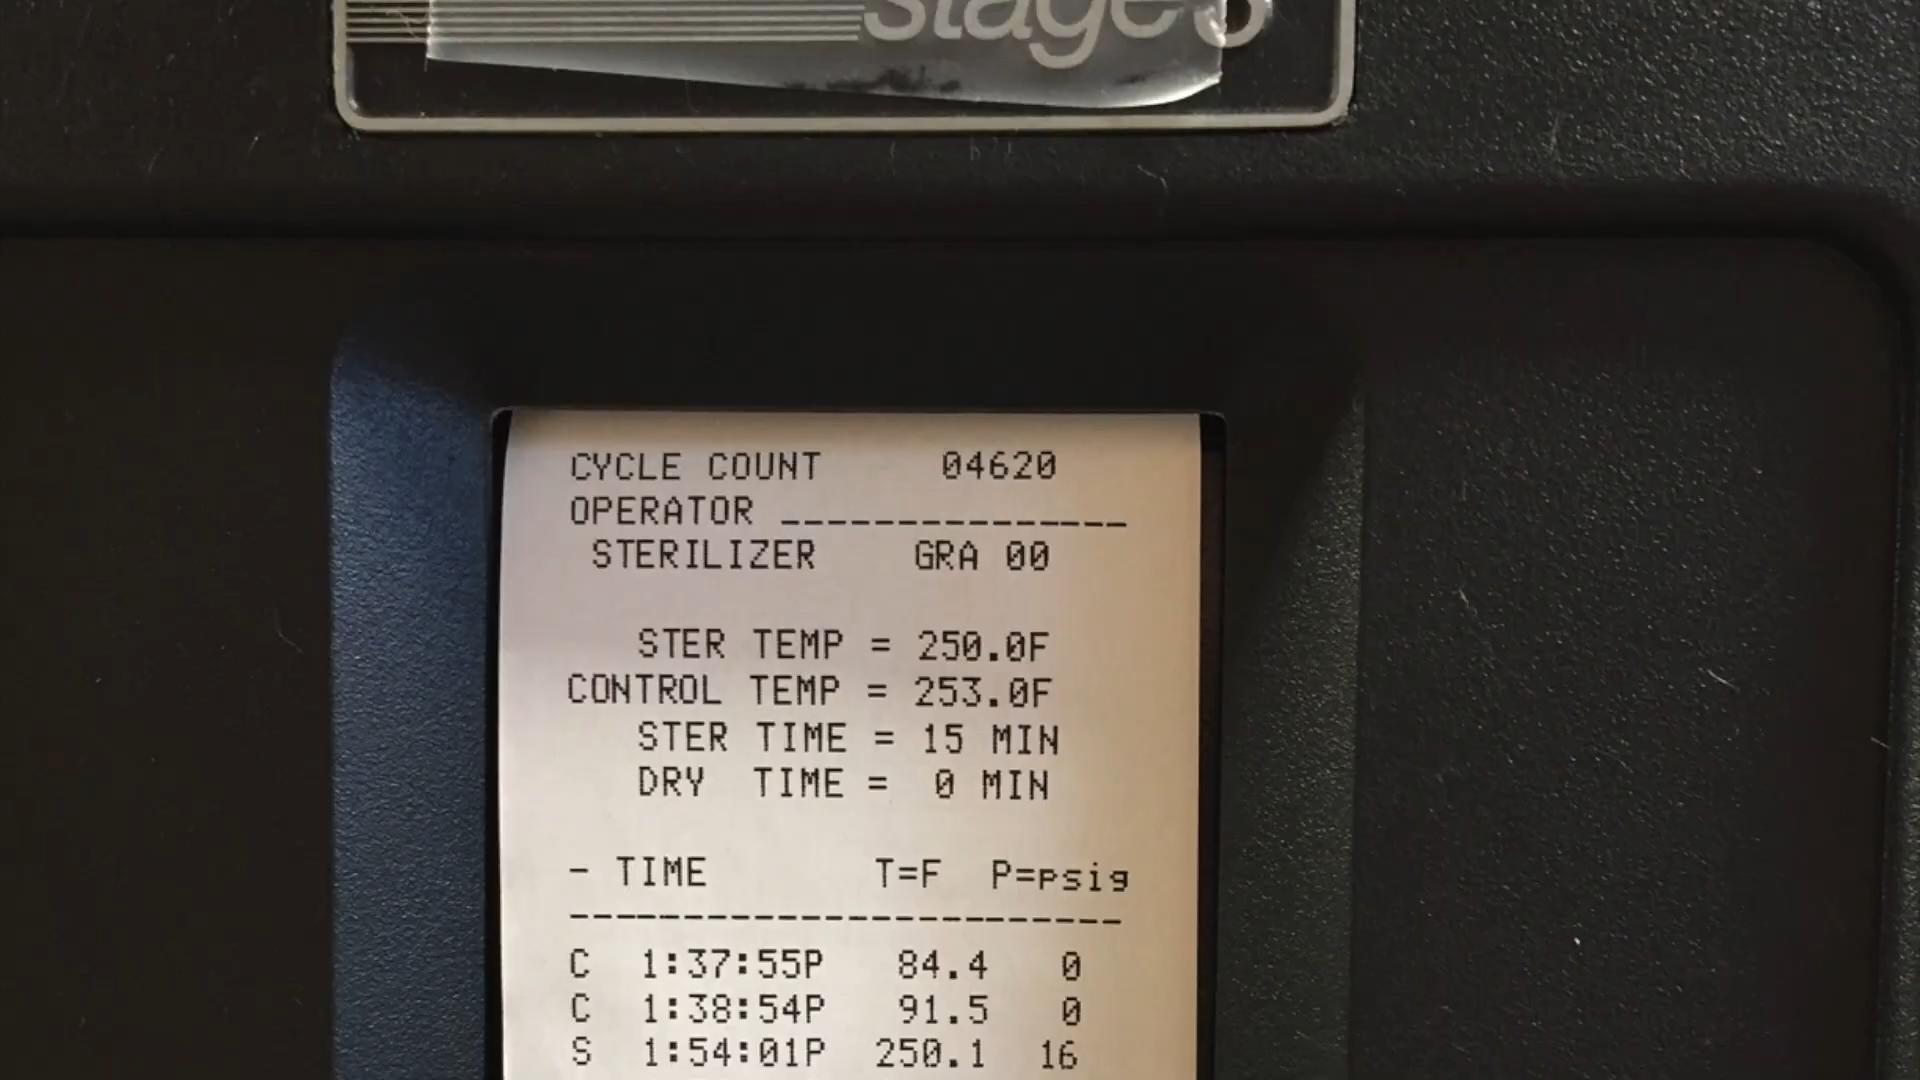 stage3
CYCLE COUNT 04620
OPERATOR _______________
STERILIZER GRA 00
STER TEMP = 250.0F
CONTROL TEMP = 253.0F
STER TIME = 15 MIN
DRY TIME = 0 MIN
- TIME T=F P=psig
------------------------
C 1:37:55P 84.4 0
C 1:38:54P 91.5 0
S 1:54:01P 250.1 16